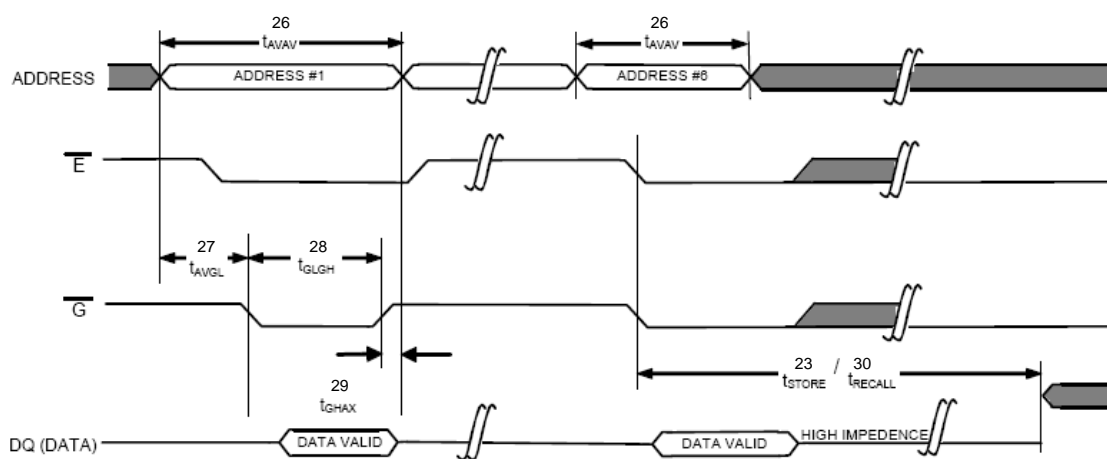 26
tAVAV
26
tAVAV
ADDRESS
ADDRESS #1
ADDRESS #6
E
27
tAVGL
28
tGLGH
G
23 / 30
tSTORE tRECALL
29
tGHAX
DQ (DATA)
DATA VALID
DATA VALID
HIGH IMPEDENCE